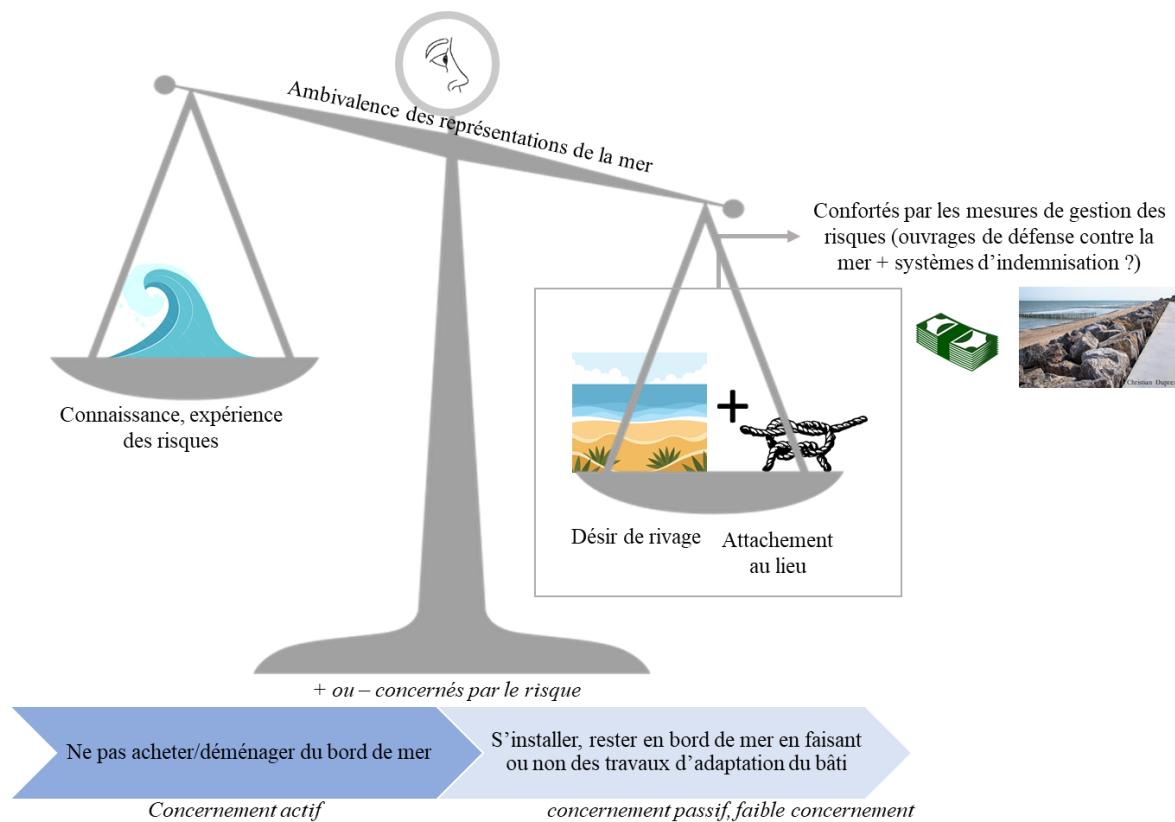 Ambivalence des représentations de la mer
Confortés par les mesures de gestion des
risques (ouvrages de défense contre la
mer + systèmes d’indemnisation ?)
Connaissance, expérience
des risques
+
Désir de rivage
Attachement
au lieu
+ ou – concernés par le risque
Ne pas acheter/déménager du bord de mer
S’installer, rester en bord de mer en faisant
ou non des travaux d’adaptation du bâti
Concernement actif
concernement passif, faible concernement